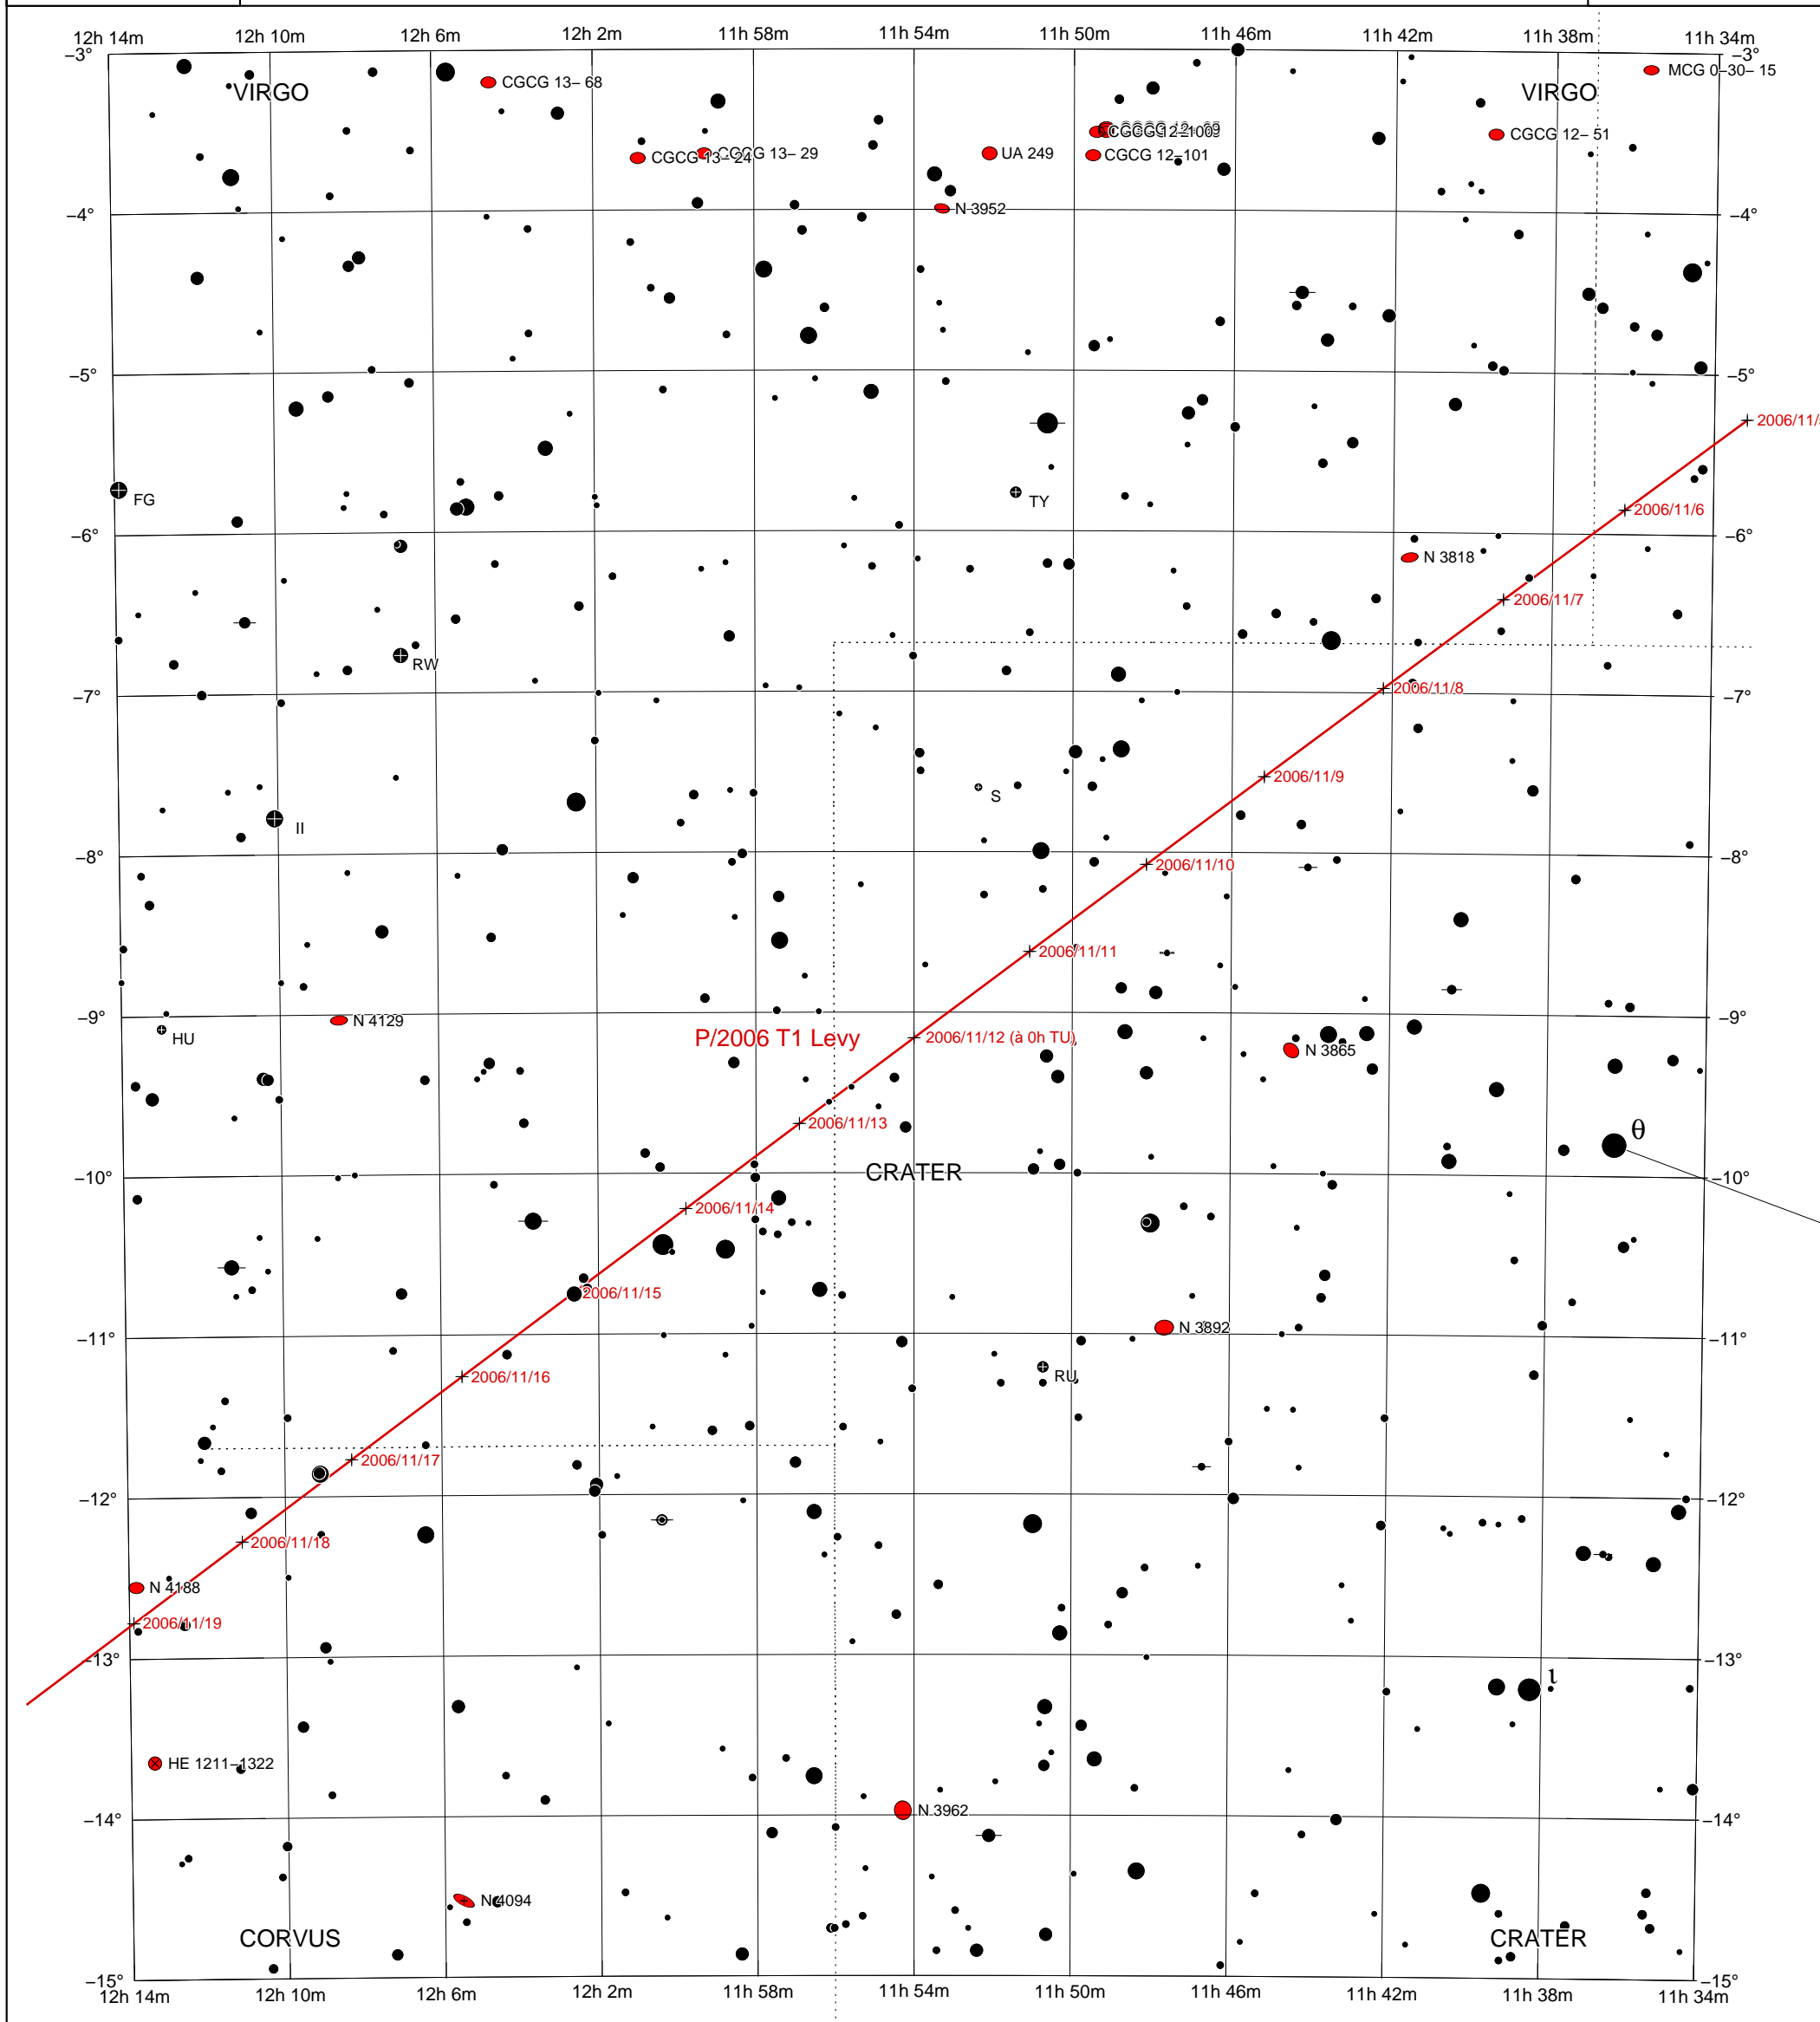 12h 14m 12h 10m 12h 6m 12h 2m 11h 58m 11h 54m 11h 50m 11h 46m 11h 42m 11h 38m 11h 34m
−3° −3°
MCG 0−30− 15
CGCG 13− 68
VIRGO VIRGO
CGCG 12−100
CGCG 12− 51
CGCG 13− 24 CGCG 13− 29 UA 249 CGCG 12−101
N 3952
−4° −4°
−5° −5°
2006/11/
FG TY 2006/11/6
−6° −6°
N 3818
2006/11/7
RW
2006/11/8
−7° −7°
2006/11/9
S
II
−8° −8°
2006/11/10
2006/11/11
−9° −9°
N 4129
HU P/2006 T1 Levy 2006/11/12 (à 0h TU)
N 3865
2006/11/13 θ
CRATER
−10° −10°
2006/11/14
2006/11/15
N 3892
−11° −11°
2006/11/16 RU
2006/11/17
−12° −12°
2006/11/18
N 4188
2006/11/19
−13° −13°
ι
HE 1211−1322
N 3962
−14° −14°
N 4094
CORVUS CRATER
−15° −15°
12h 14m 12h 10m 12h 6m 12h 2m 11h 58m 11h 54m 11h 50m 11h 46m 11h 42m 11h 38m 11h 34m